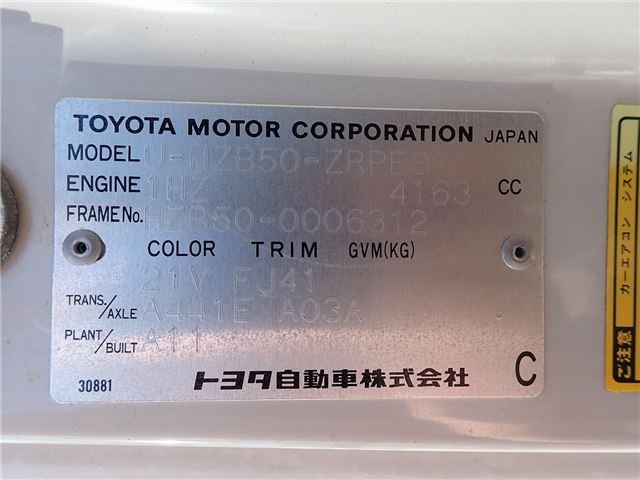 TOYOTA MOTOR CORPORATION JAPAN
MODEL U-HZB50-ZRPES
ENGINE 1HZ 4163 CC
FRAME No. HZB50-0006312
COLOR TRIM GVM(KG)
21V FJ41
TRANS./AXLE A441E A03A
PLANT/BUILT A11
30881 トヨタ自動車株式会社 C
カーエアコン システム
ご注意